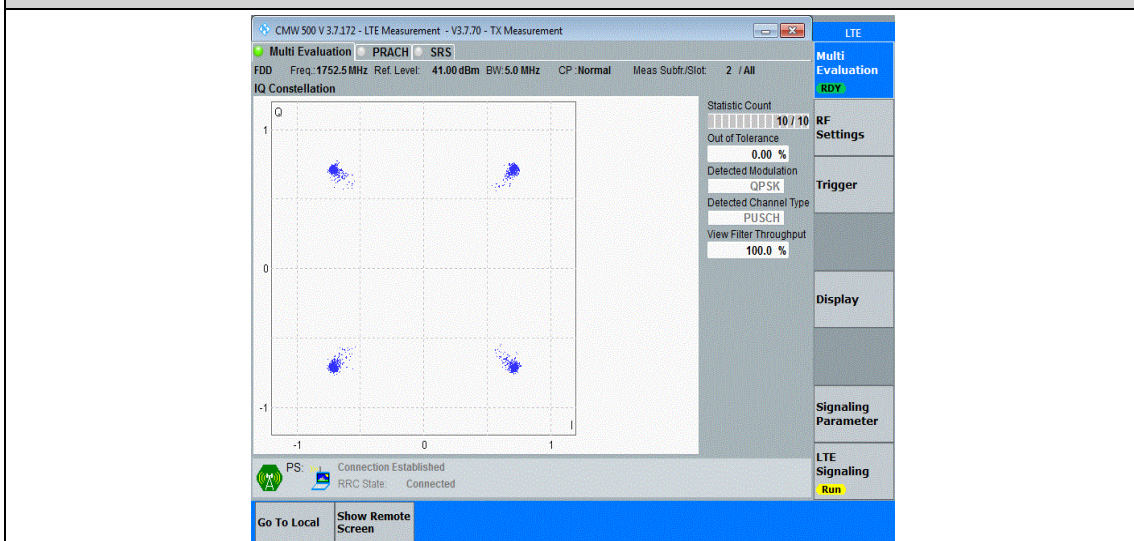 CMW 500 V 3.7.172 - LTE Measurement - V3.7.70 - TX Measurement
LTE
Multi Evaluation PRACH SRS
FDD Freq.: 1752.5 MHz Ref. Level: 41.00 dBm BW: 5.0 MHz CP : Normal Meas Subfr./Slot: 2 / All
IQ Constellation
Q
1
0
-1
-1 0 1
I
Statistic Count
10 / 10
Out of Tolerance
0.00 %
Detected Modulation
QPSK
Detected Channel Type
PUSCH
View Filter Throughput
100.0 %
Multi
Evaluation
RDY
RF
Settings
Trigger
Display
Signaling
Parameter
LTE
Signaling
Run
PS: Connection Established
RRC State: Connected
Go To Local
Show Remote
Screen